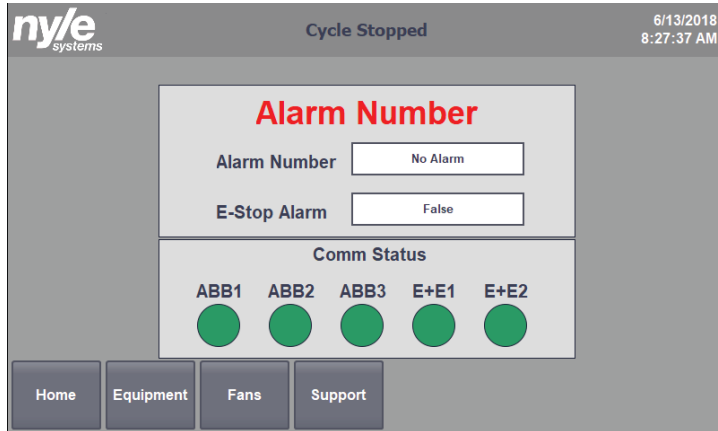 nyle
systems
Cycle Stopped
6/13/2018
8:27:37 AM
Alarm Number
Alarm Number
No Alarm
E-Stop Alarm
False
Comm Status
ABB1 ABB2 ABB3 E+E1 E+E2
Home Equipment Fans Support